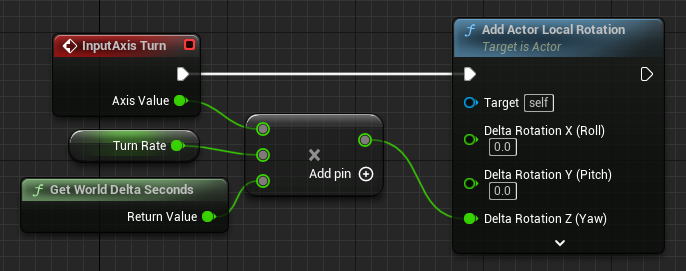 InputAxis Turn
Axis Value
Turn Rate
Get World Delta Seconds
Return Value
×
Add pin
Add Actor Local Rotation
Target is Actor
Target self
Delta Rotation X (Roll)
0.0
Delta Rotation Y (Pitch)
0.0
Delta Rotation Z (Yaw)